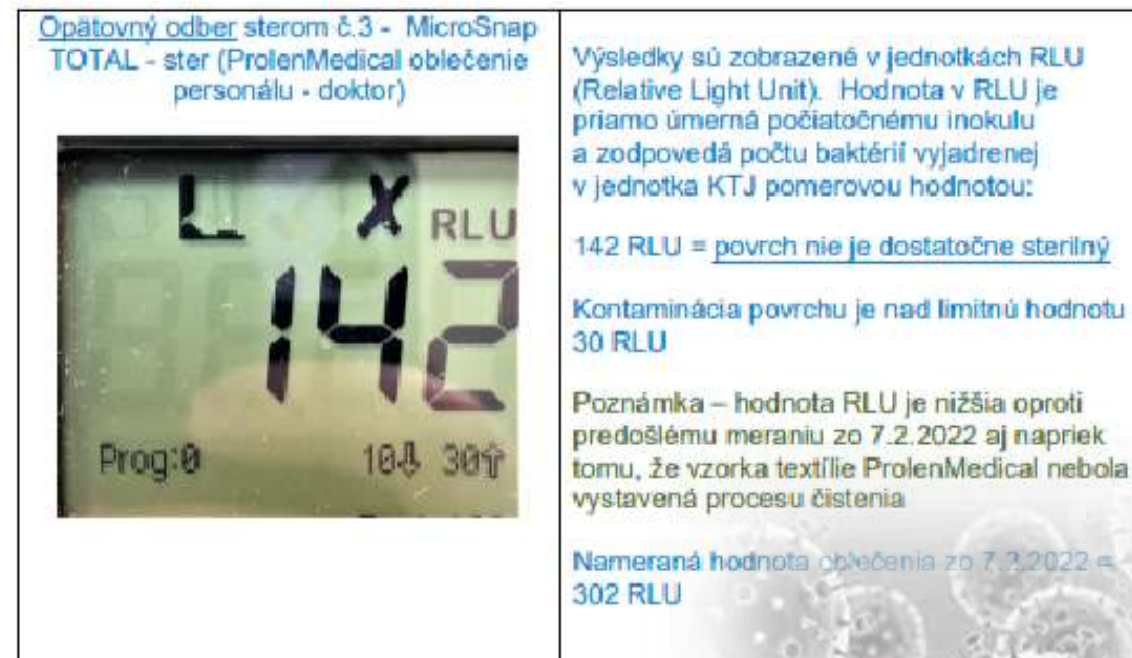 Opätovný odber sterom č.3 - MicroSnap
TOTAL - ster (ProlenMedical oblečenie
personálu - doktor)
L X RLU
142
Prog:0 10⇩ 30⇧
Výsledky sú zobrazené v jednotkách RLU
(Relative Light Unit). Hodnota v RLU je
priamo úmerná počiatočnému inokulu
a zodpovedá počtu baktérií vyjadrenej
v jednotka KTJ pomerovou hodnotou:
142 RLU = povrch nie je dostatočne sterilný
Kontaminácia povrchu je nad limitnú hodnotu
30 RLU
Poznámka – hodnota RLU je nižšia oproti
predošlému meraniu zo 7.2.2022 aj napriek
tomu, že vzorka textílie ProlenMedical nebola
vystavená procesu čistenia
Nameraná hodnota oblečenia zo 7.2.2022 =
302 RLU